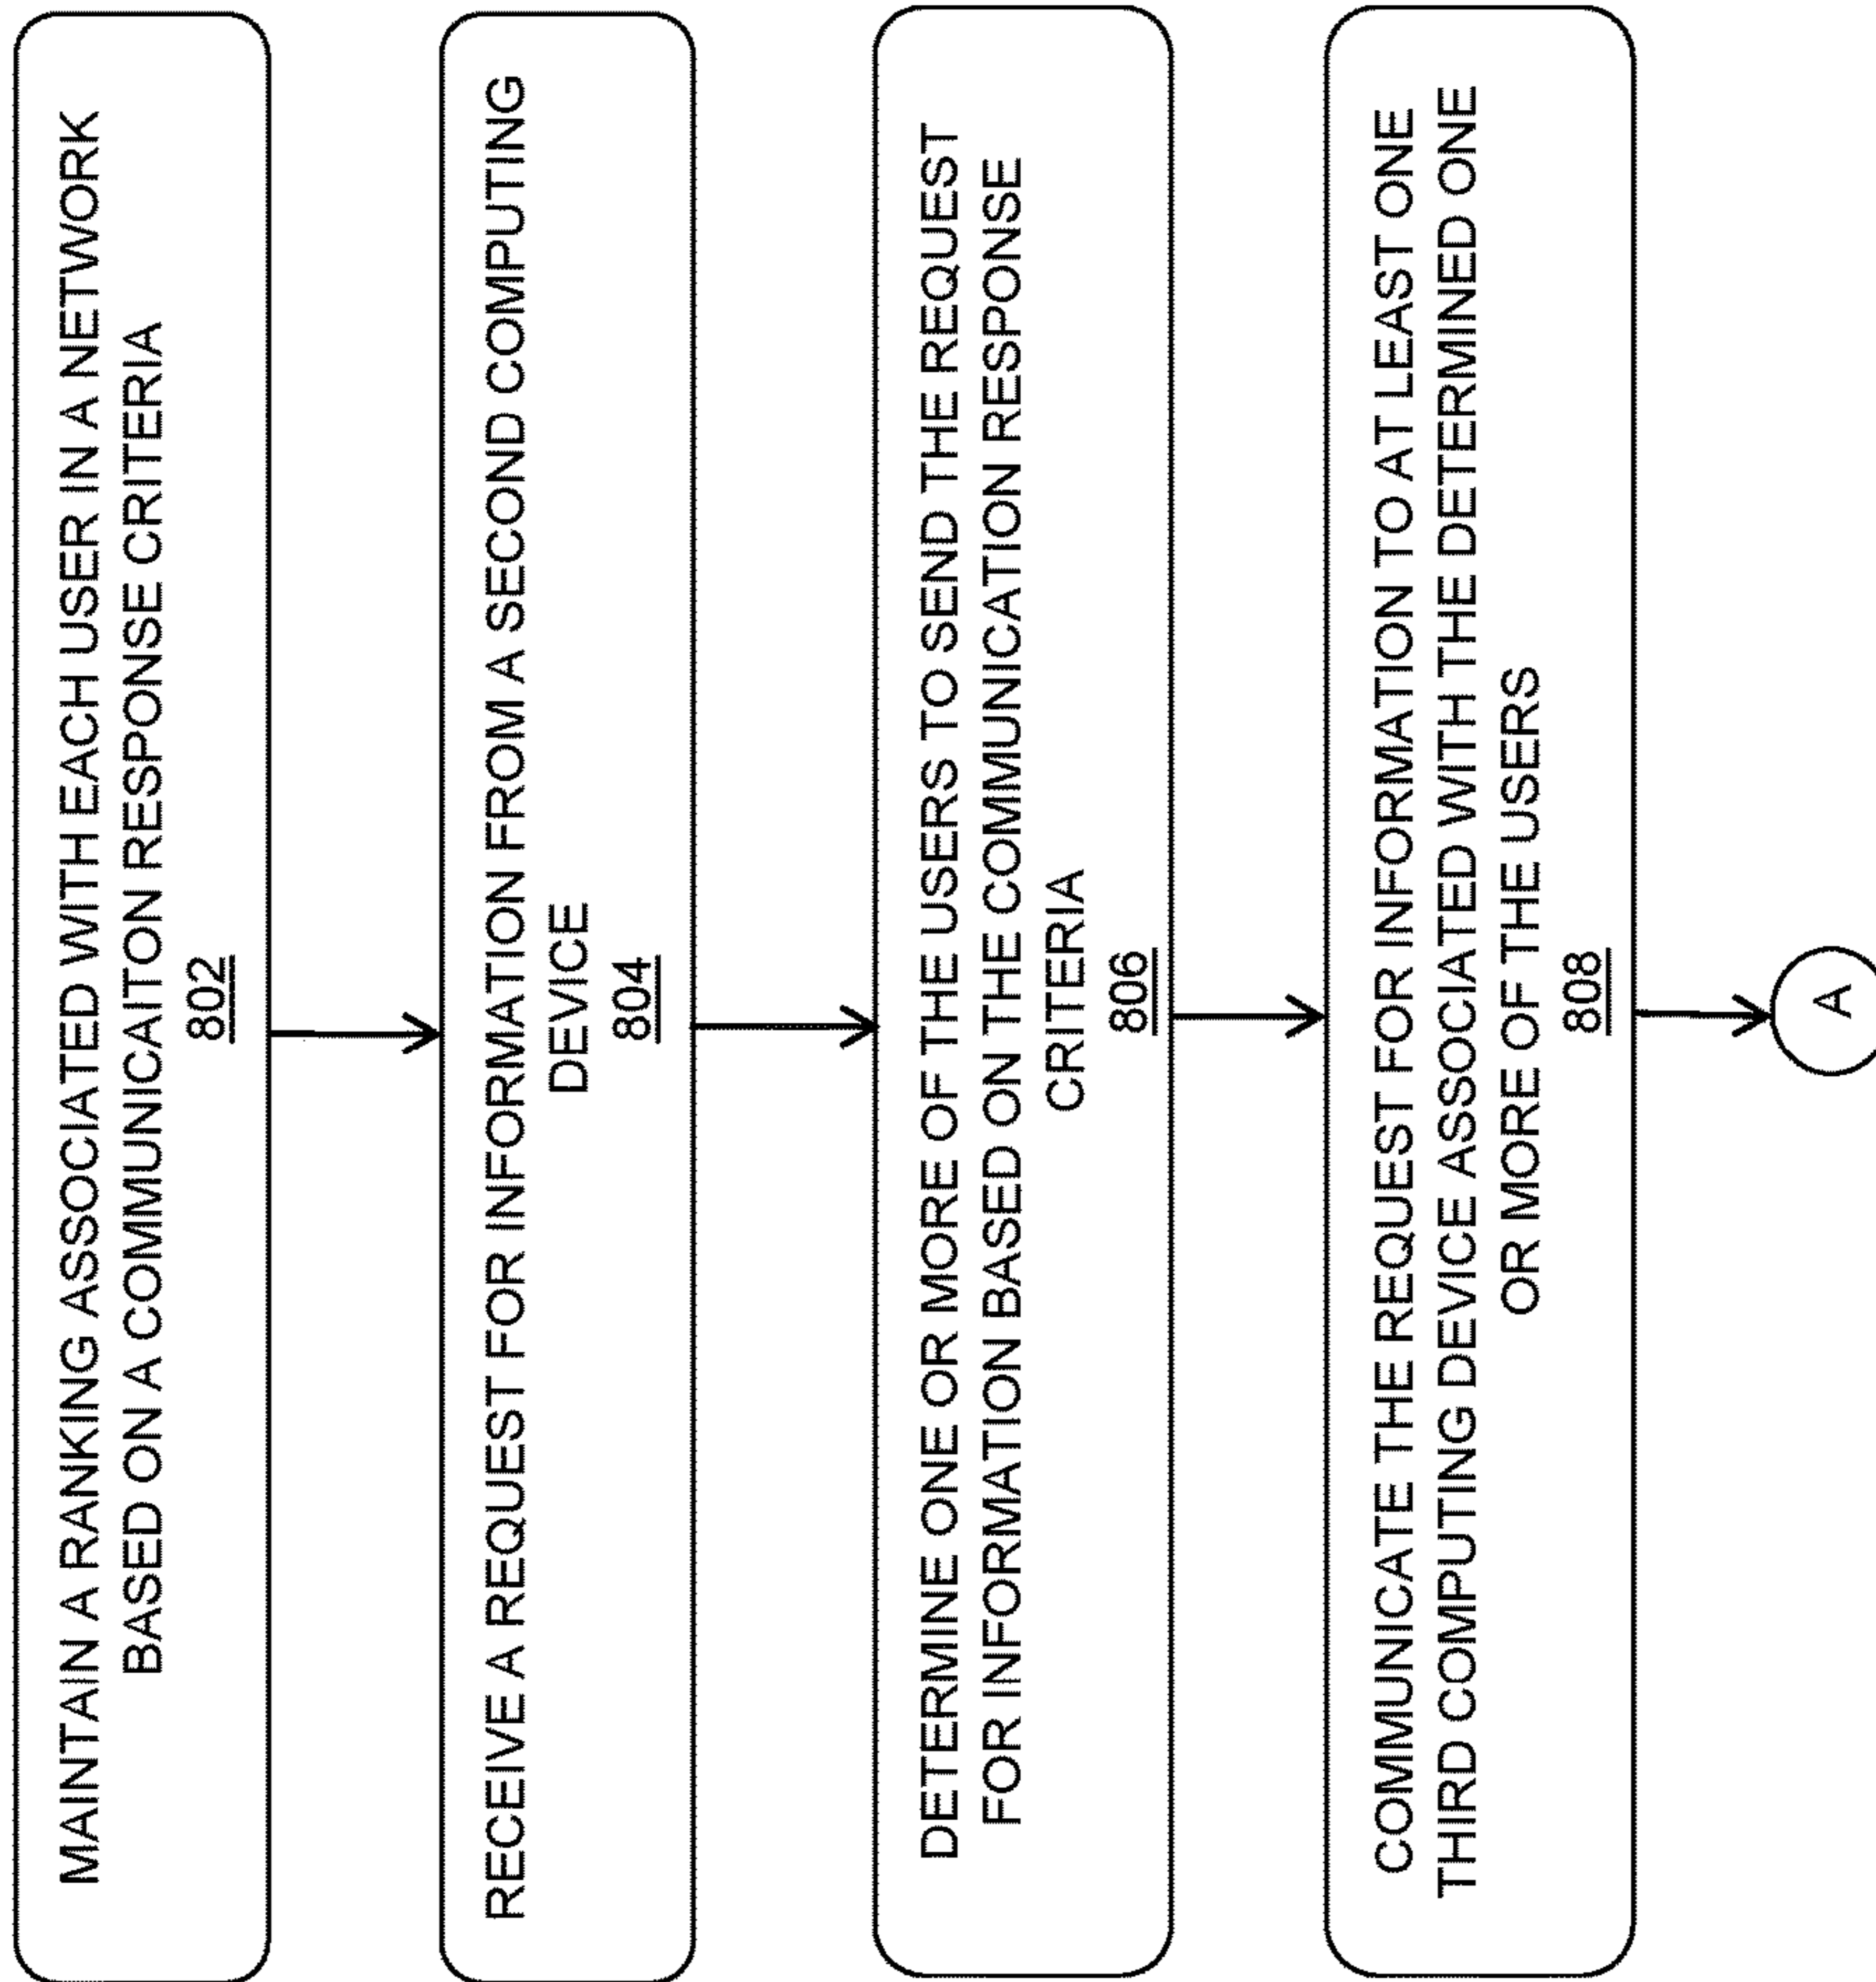 MAINTAIN A RANKING ASSOCIATED WITH EACH USER IN A NETWORK
BASED ON A COMMUNICAITON RESPONSE CRITERIA
802
RECEIVE A REQUEST FOR INFORMATION FROM A SECOND COMPUTING
DEVICE
804
DETERMINE ONE OR MORE OF THE USERS TO SEND THE REQUEST
FOR INFORMATION BASED ON THE COMMUNICATION RESPONSE
CRITERIA
806
COMMUNICATE THE REQUEST FOR INFORMATION TO AT LEAST ONE
THIRD COMPUTING DEVICE ASSOCIATED WITH THE DETERMINED ONE
OR MORE OF THE USERS
808
A